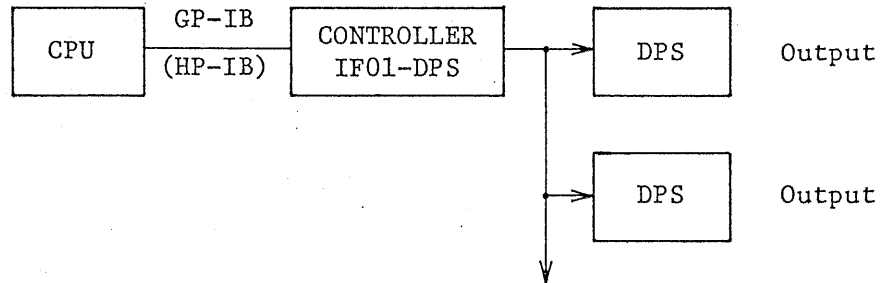 GP-IB
CPU
(HP-IB)
CONTROLLER
IF01-DPS
DPS
Output
DPS
Output